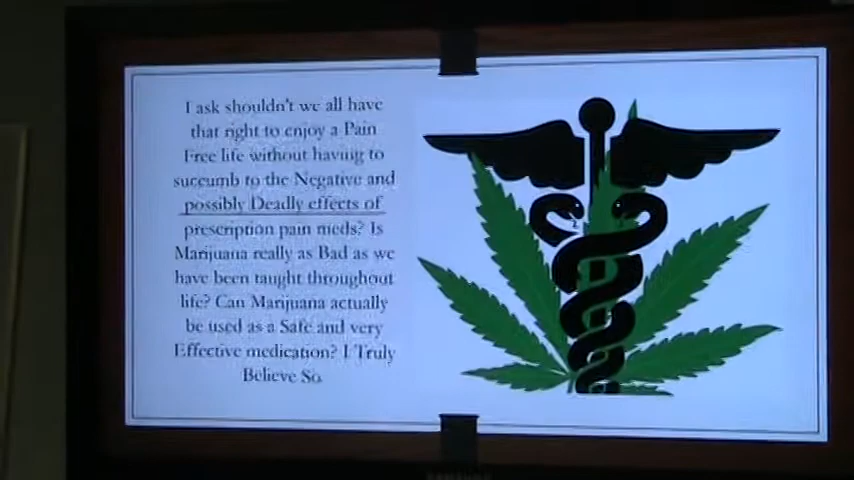 I ask shouldn't we all have
that right to enjoy a Pain
Free life without having to
succumb to the Negative and
possibly Deadly effects of
prescription pain meds? Is
Marijuana really as Bad as we
have been taught throughout
life? Can Marijuana actually
be used as a Safe and very
Effective medication? I Truly
Believe So.